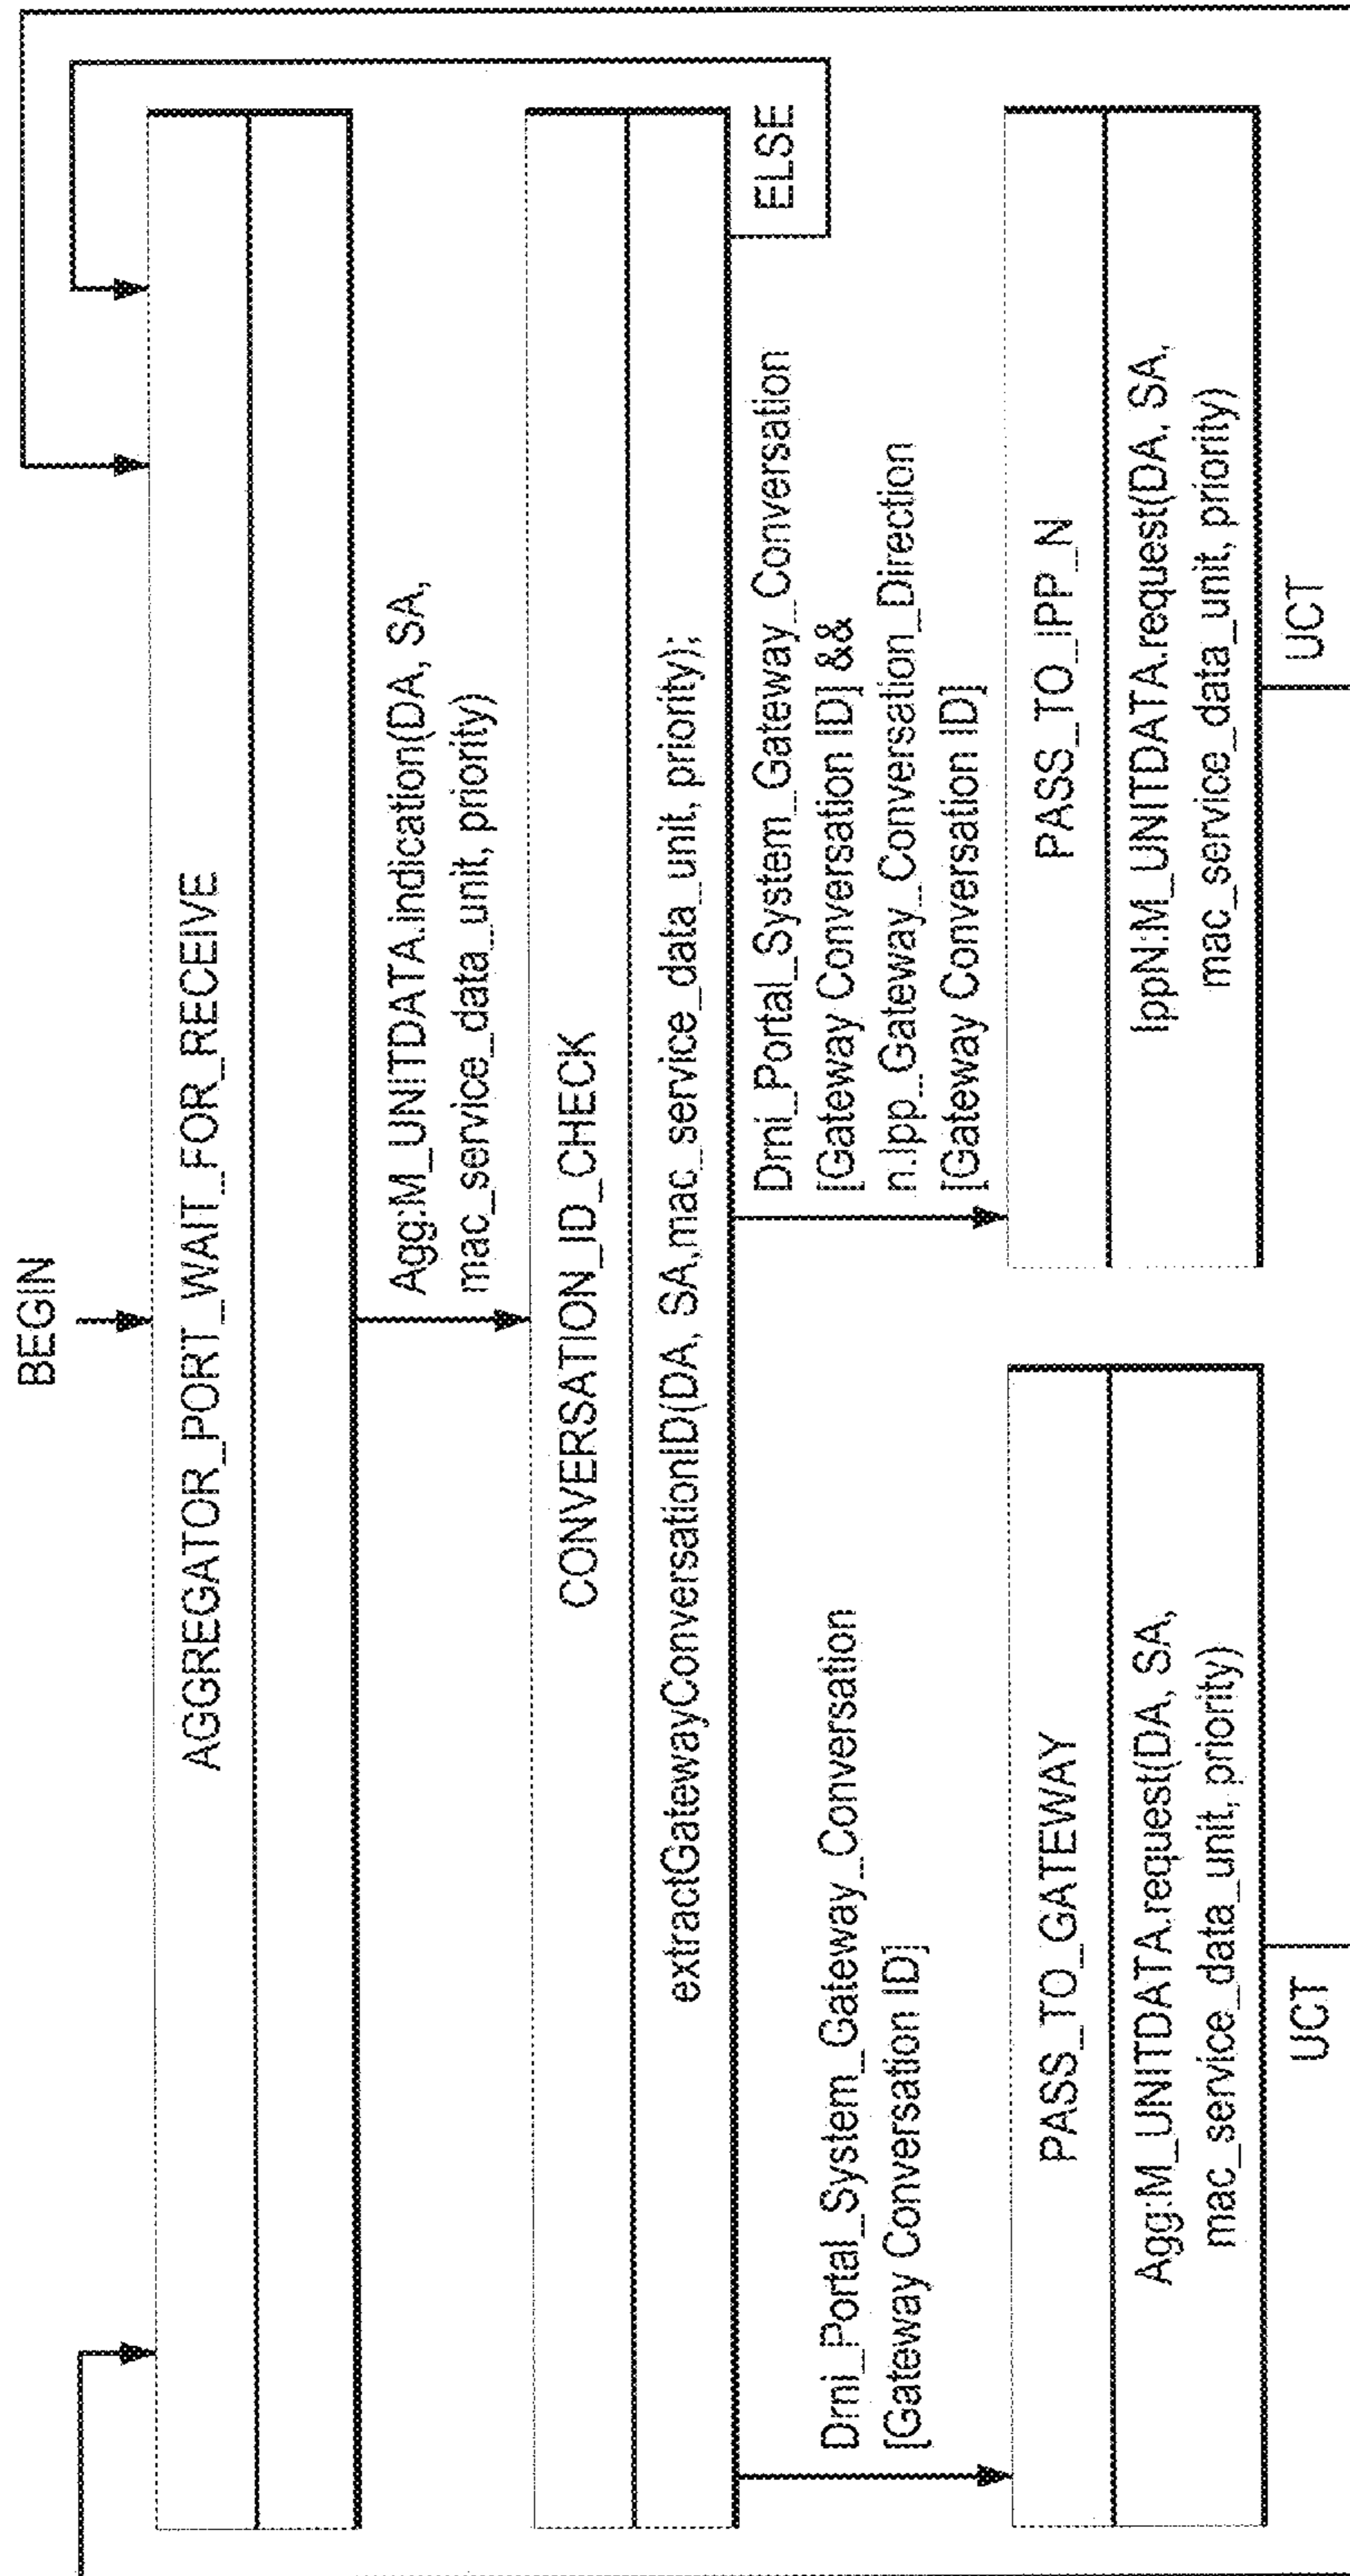 BEGIN
AGGREGATOR_PORT_WAIT_FOR_RECEIVE
Agg:M_UNITDATA.indication(DA, SA,
mac_service_data_unit, priority)
CONVERSATION_ID_CHECK
extractGatewayConversationID(DA, SA,mac_service_data_unit, priority);
ELSE
Drni_Portal_System_Gateway_Conversation
[Gateway Conversation ID]
Drni_Portal_System_Gateway_Conversation
[Gateway Conversation ID] &&
n.Ipp_Gateway_Conversation_Direction
[Gateway Conversation ID]
PASS_TO_GATEWAY
Agg:M_UNITDATA.request(DA, SA,
mac_service_data_unit, priority)
UCT
PASS_TO_IPP_N
IppN:M_UNITDATA.request(DA, SA,
mac_service_data_unit, priority)
UCT